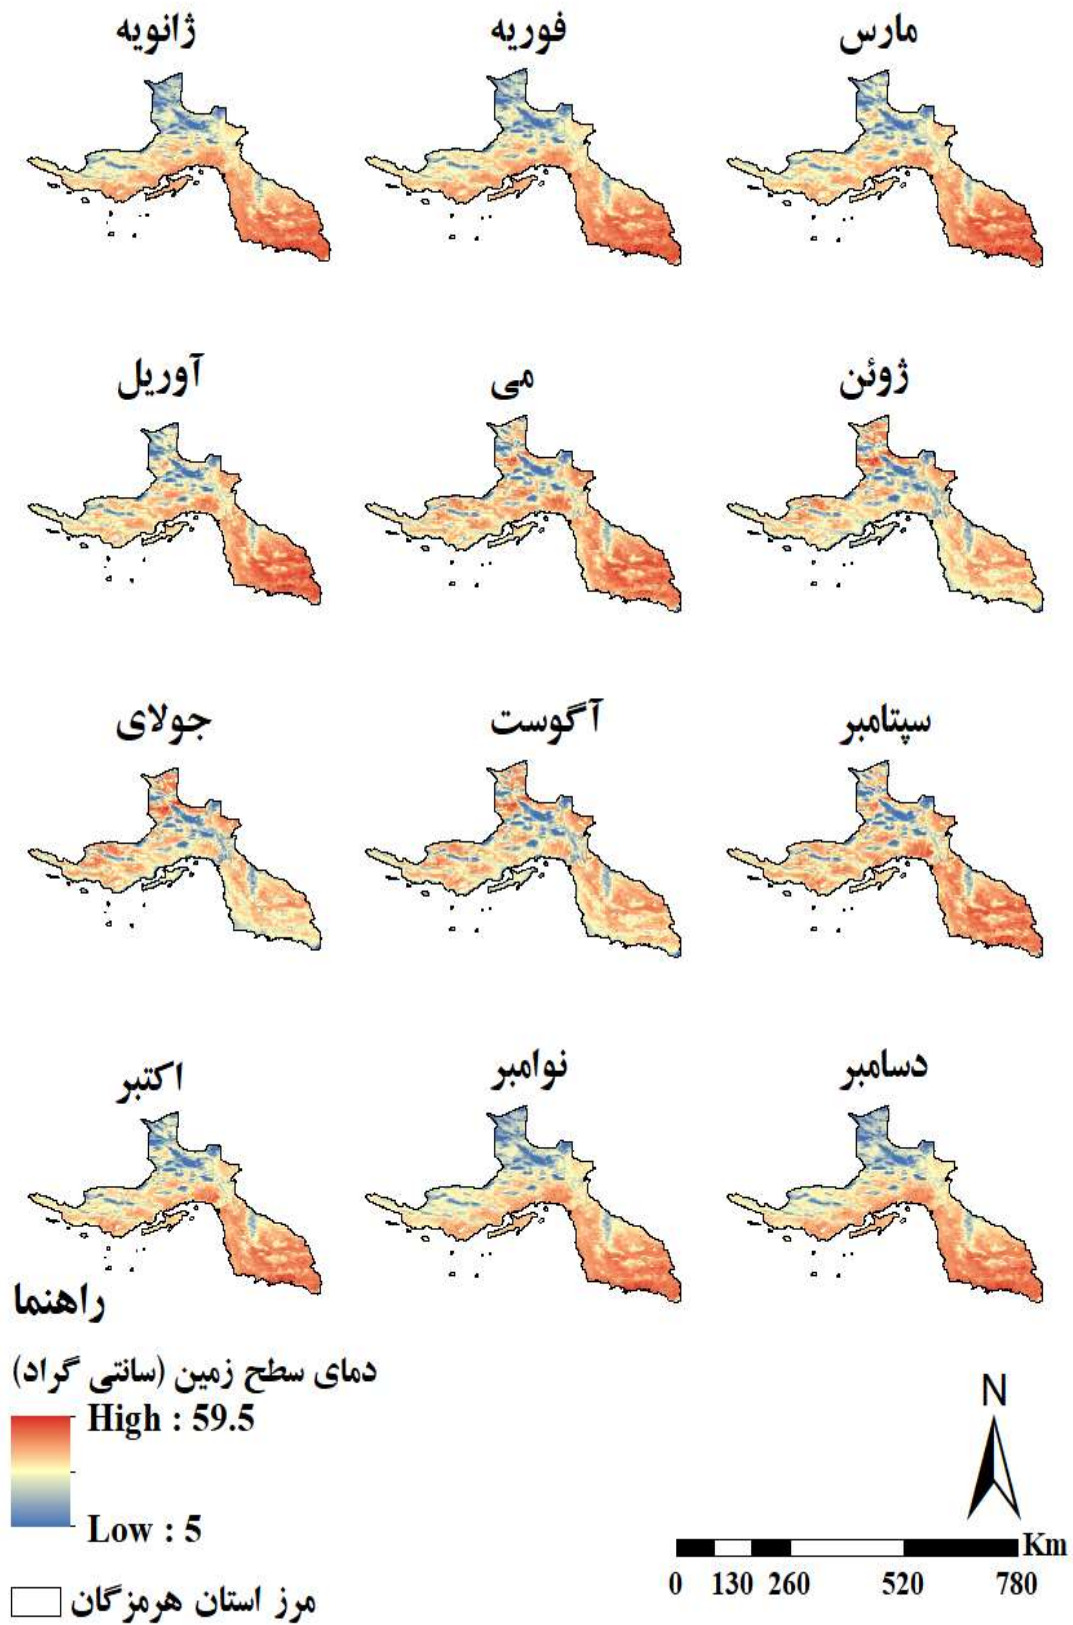 ژانویه فوریه مارس
آوریل می ژوئن
جولای آگوست سپتامبر
اکتبر نوامبر دسامبر
راهنما
دمای سطح زمین (سانتی گراد)
High : 59.5
Low : 5
مرز استان هرمزگان
N
Km
0 130 260 520 780